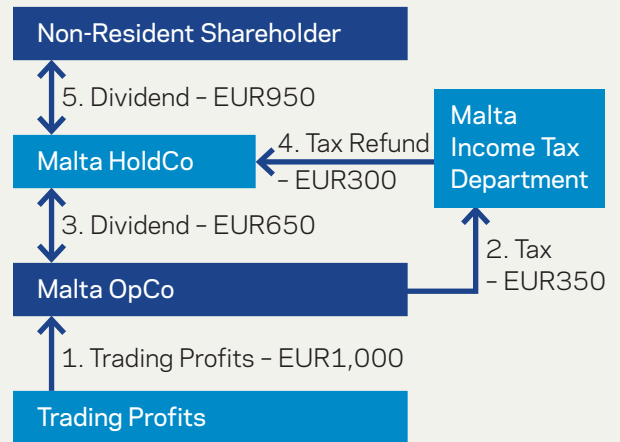 Non-Resident Shareholder
5. Dividend – EUR950
Malta HoldCo
4. Tax Refund
– EUR300
Malta
Income Tax
Department
3. Dividend – EUR650
Malta OpCo
2. Tax
– EUR350
1. Trading Profits – EUR1,000
Trading Profits